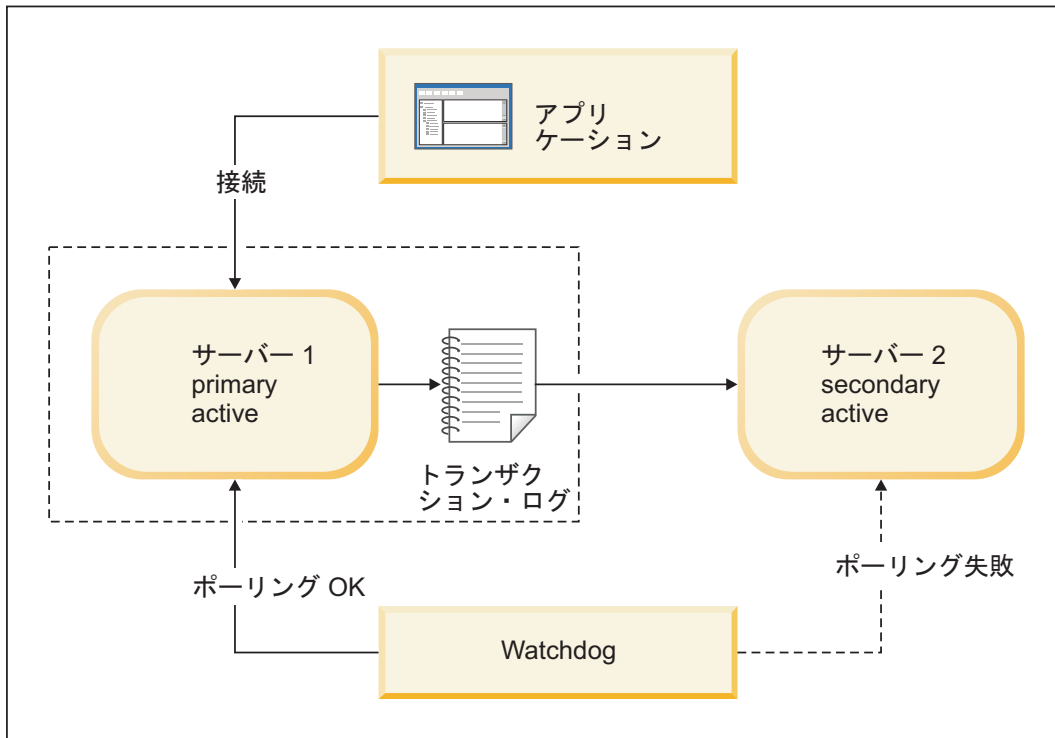 アプリ
ケーション
接続
サーバー 1
primary
active
サーバー 2
secondary
active
トランザク
ション・ログ
ポーリング OK
ポーリング失敗
Watchdog